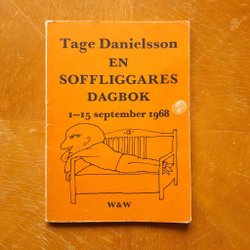 Tage Danielsson
EN
SOFFLIGGARES
DAGBOK
1–15 september 1968
W&W